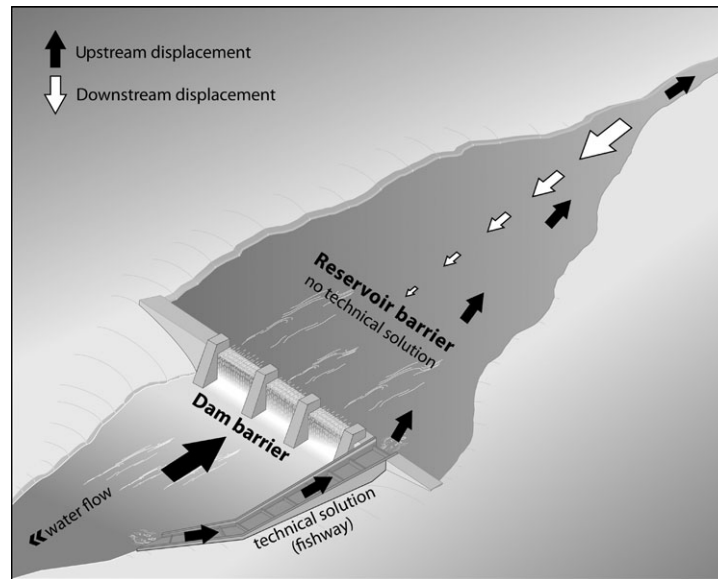 Upstream displacement
Downstream displacement
Reservoir barrier
no technical solution
Dam barrier
water flow
technical solution
(fishway)